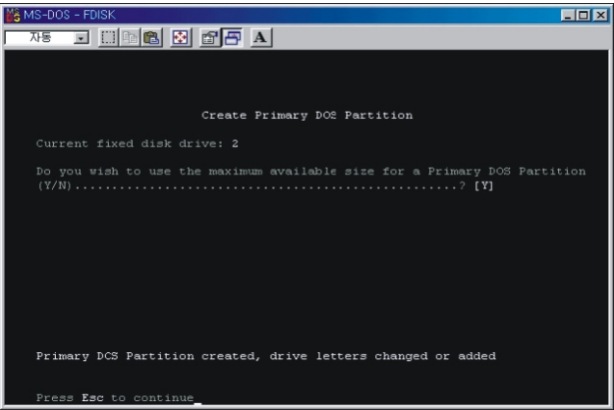 MS-DOS - FDISK
자동
A
Create Primary DOS Partition
Current fixed disk drive: 2
Do you wish to use the maximum available size for a Primary DOS Partition
(Y/N)....................................................? [Y]
Primary DOS Partition created, drive letters changed or added
Press Esc to continue_